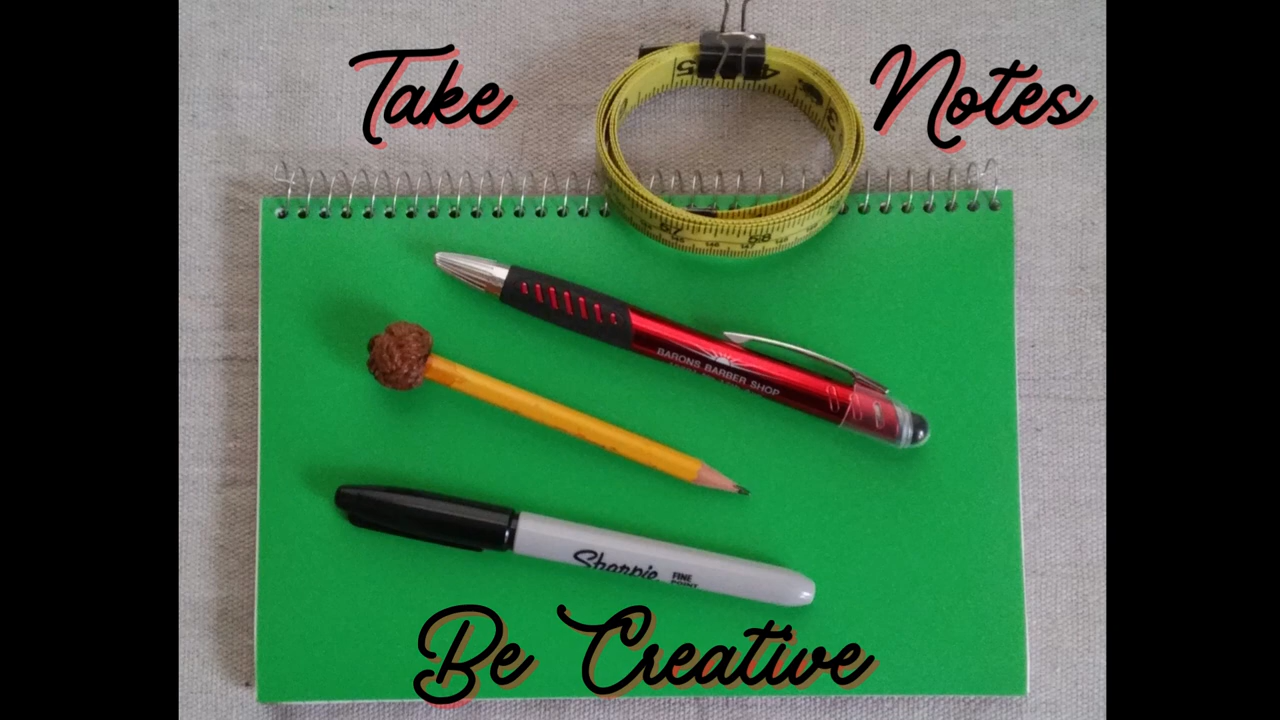 Take Notes
BARONS BARBER SHOP
Sharpie FINE
POINT
Be Creative